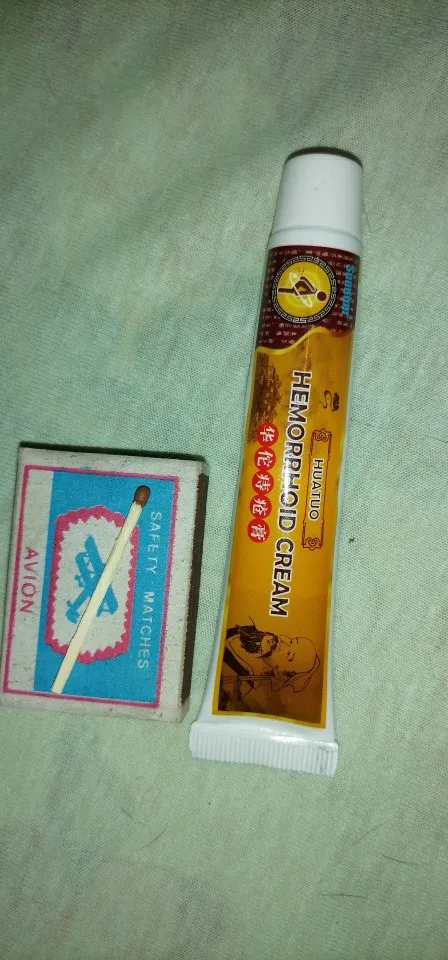 SAFETY MATCHES
AVION
HUATUO
HEMORRHOID CREAM
华佗痔疮膏